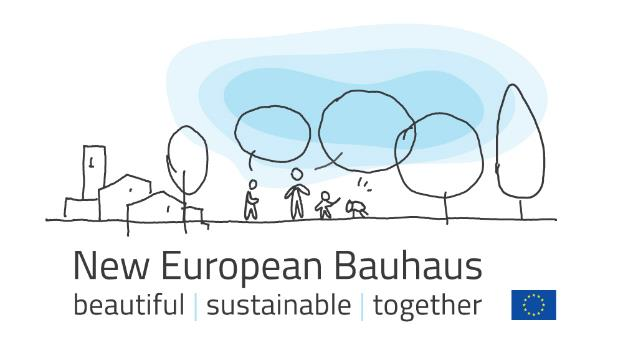 New European Bauhaus
beautiful | sustainable | together